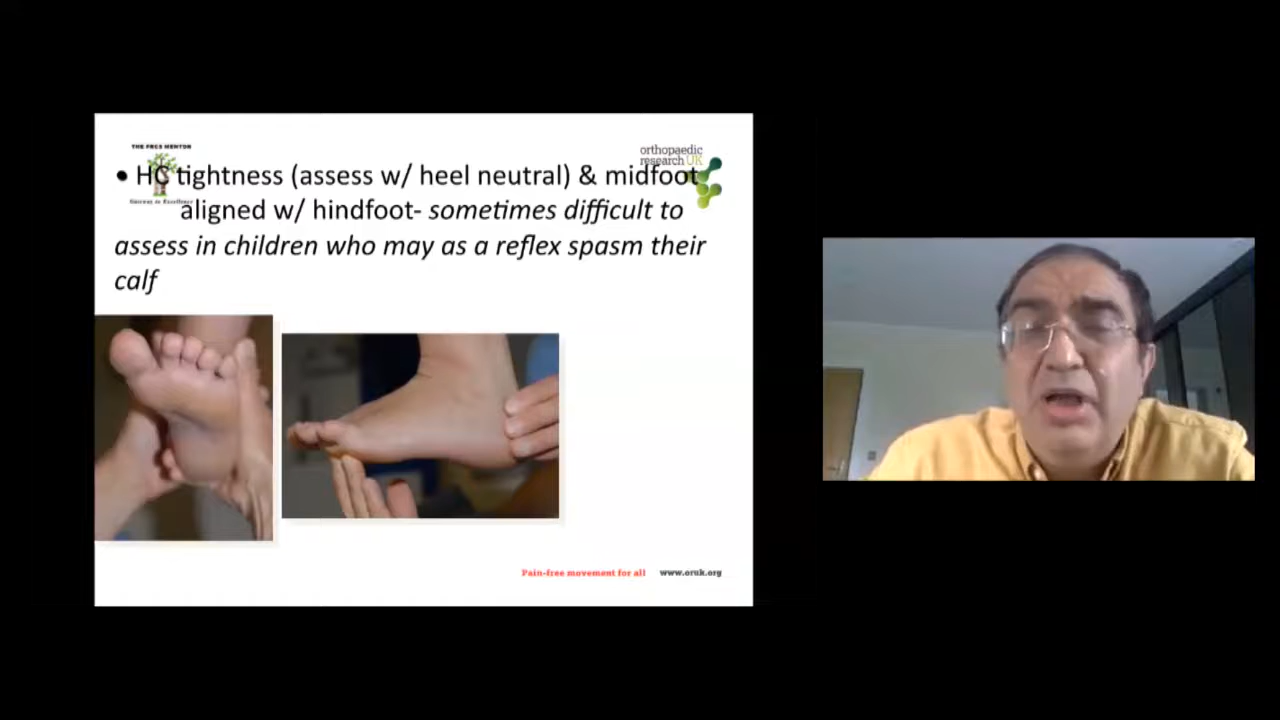 THE FRCS MENTOR
orthopaedic
research UK
• HC tightness (assess w/ heel neutral) & midfoot
aligned w/ hindfoot- sometimes difficult to
assess in children who may as a reflex spasm their
calf
Pain-free movement for all www.oruk.org